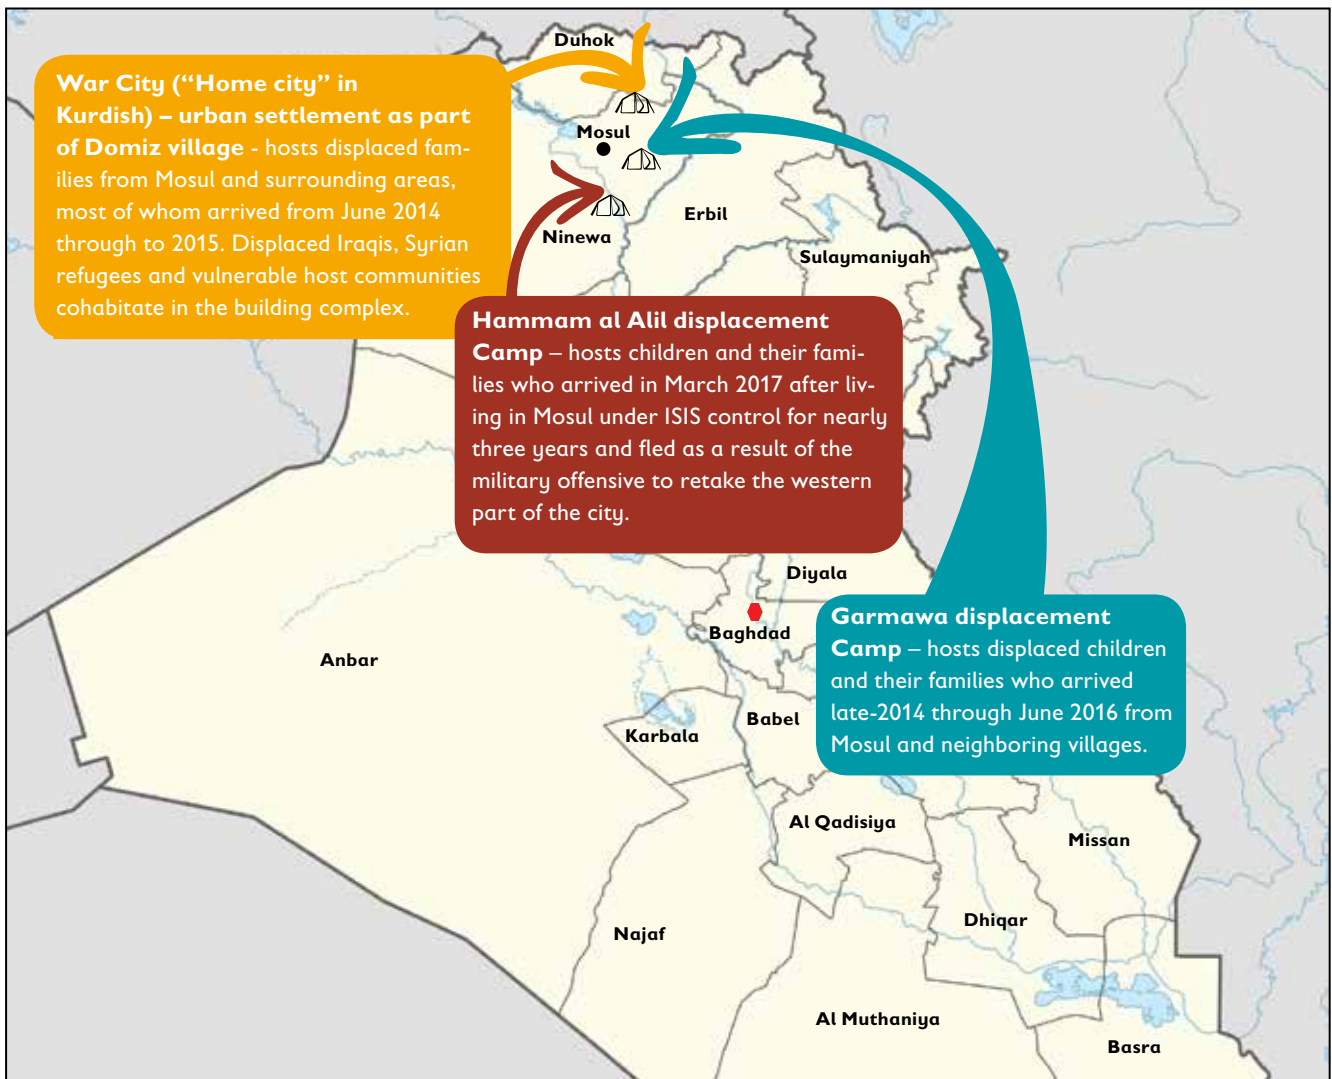 Duhok
War City (“Home city” in
Kurdish) – urban settlement as part
of Domiz village - hosts displaced fam-
ilies from Mosul and surrounding areas,
most of whom arrived from June 2014
through to 2015. Displaced Iraqis, Syrian
refugees and vulnerable host communities
cohabitate in the building complex.
Mosul
Erbil
Ninewa
Sulaymaniyah
Hammam al Alil displacement
Camp – hosts children and their fami-
lies who arrived in March 2017 after liv-
ing in Mosul under ISIS control for nearly
three years and fled as a result of the
military offensive to retake the western
part of the city.
Diyala
Baghdad
Garmawa displacement
Camp – hosts displaced children
and their families who arrived
late-2014 through June 2016 from
Mosul and neighboring villages.
Anbar
Babel
Karbala
Al Qadisiya
Missan
Dhiqar
Najaf
Al Muthaniya
Basra